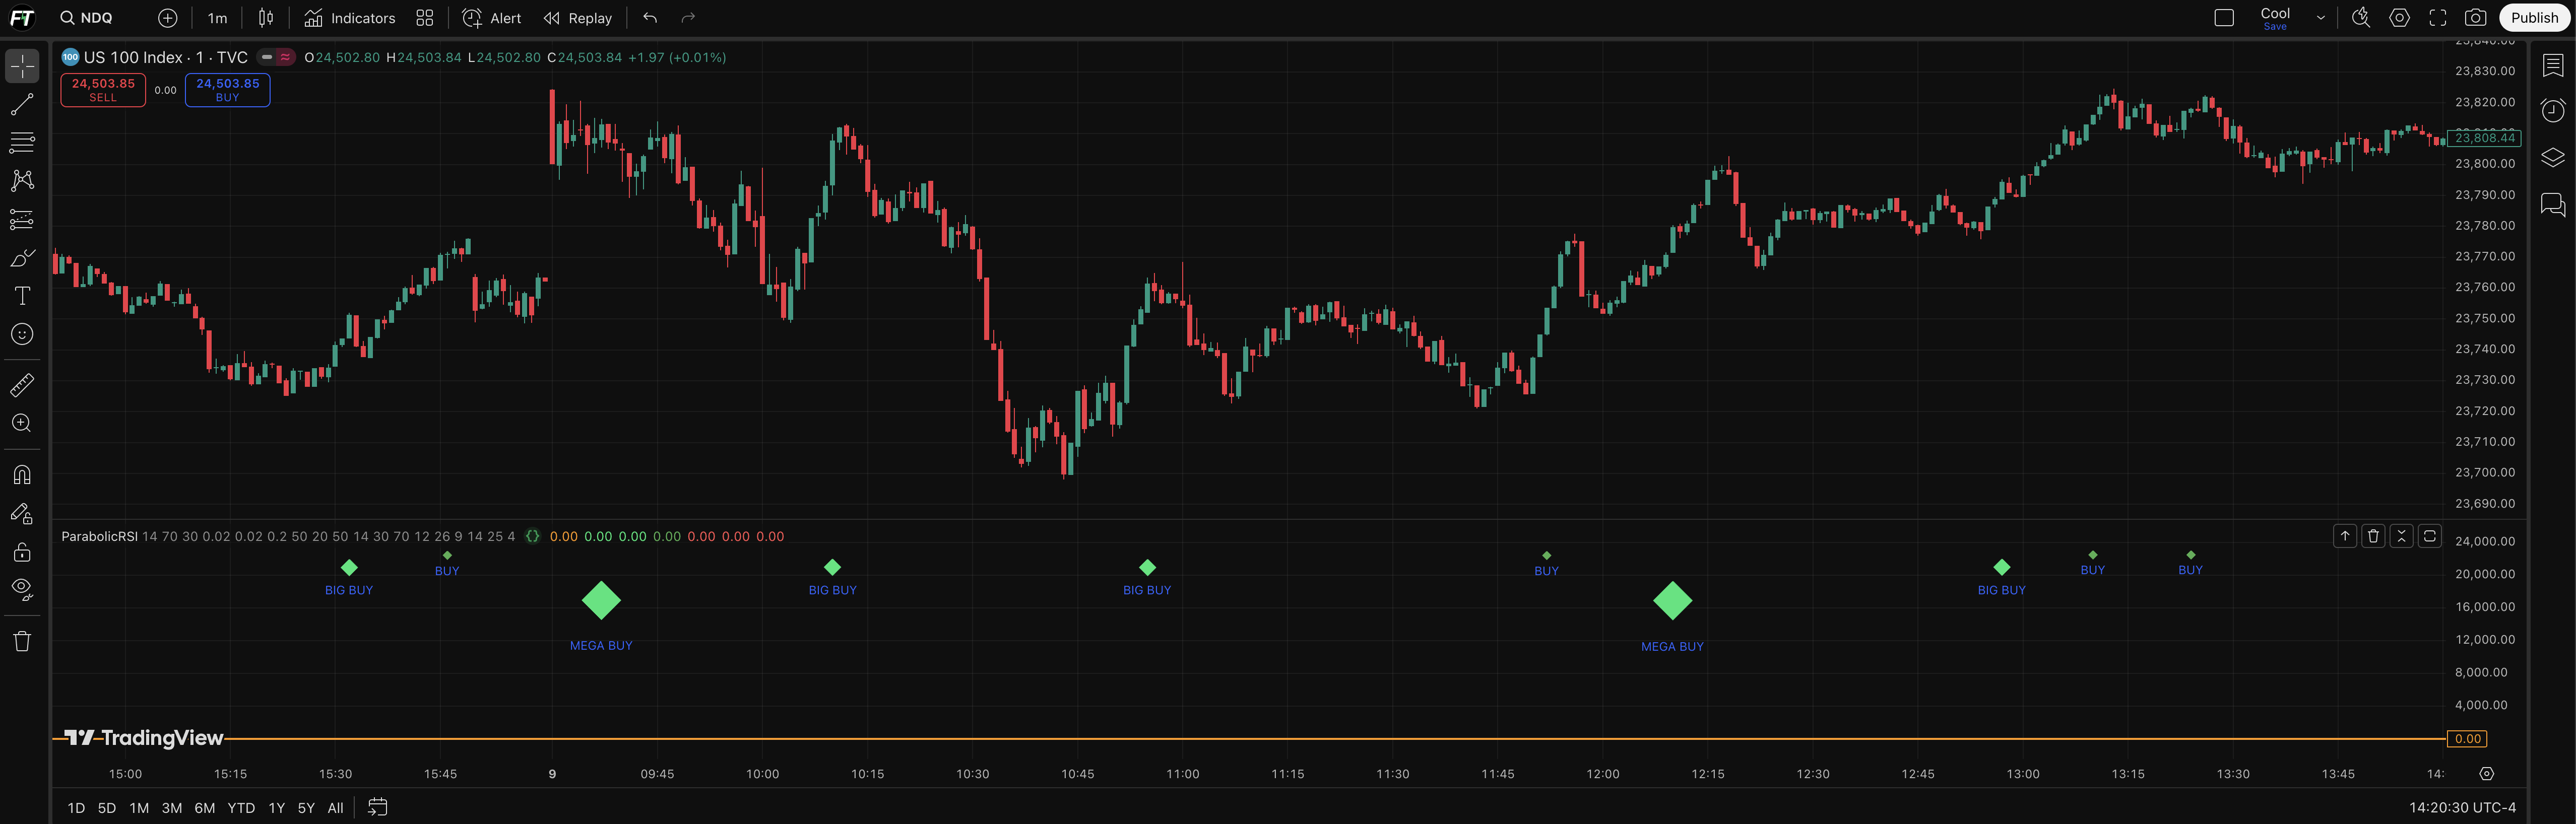 FT NDQ 1m Indicators Alert Replay Cool Save Publish
100 US 100 Index · 1 · TVC O24,502.80 H24,503.84 L24,502.80 C24,503.84 +1.97 (+0.01%)
24,503.85 SELL 0.00 24,503.85 BUY
23,840.00
23,830.00
23,820.00
23,808.44
23,800.00
23,790.00
23,780.00
23,770.00
23,760.00
23,750.00
23,740.00
23,730.00
23,720.00
23,710.00
23,700.00
23,690.00
ParabolicRSI 14 70 30 0.02 0.02 0.2 50 20 50 14 30 70 12 26 9 14 25 4 {} 0.00 0.00 0.00 0.00 0.00 0.00 0.00
24,000.00
20,000.00
16,000.00
12,000.00
8,000.00
4,000.00
0.00
BUY BUY BUY BUY
BIG BUY BIG BUY BIG BUY BIG BUY
MEGA BUY MEGA BUY
TradingView
15:00 15:15 15:30 15:45 9 09:45 10:00 10:15 10:30 10:45 11:00 11:15 11:30 11:45 12:00 12:15 12:30 12:45 13:00 13:15 13:30 13:45 14:
1D 5D 1M 3M 6M YTD 1Y 5Y All 14:20:30 UTC-4